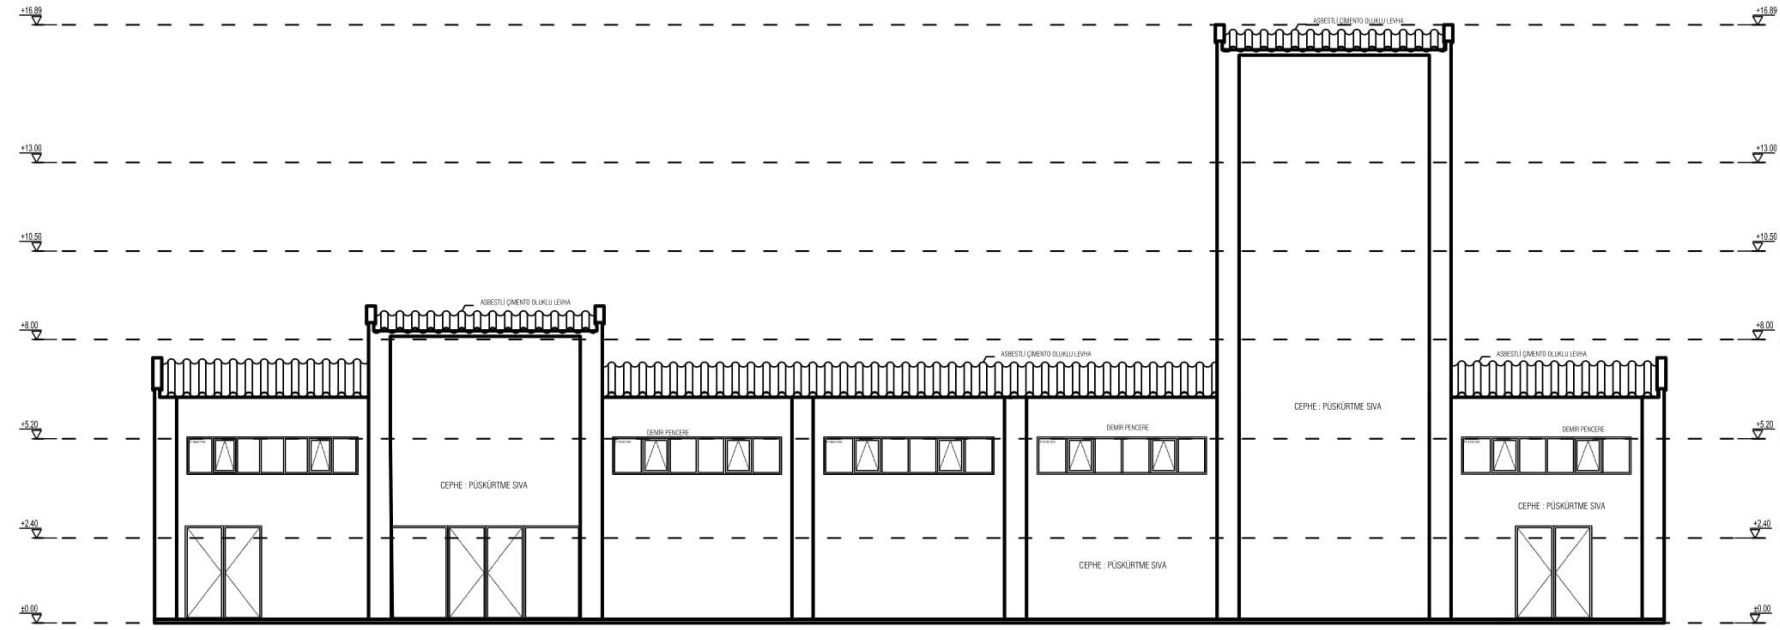 +16.89
ASBESTLİ ÇİMENTO OLUKLU LEVHA
+16.89
+13.00
+13.00
+10.50
+10.50
ASBESTLİ ÇİMENTO OLUKLU LEVHA
+8.00
+8.00
ASBESTLİ ÇİMENTO OLUKLU LEVHA
ASBESTLİ ÇİMENTO OLUKLU LEVHA
CEPHE : PÜSKÜRTME SIVA
+5.20
DEMİR PENCERE
DEMİR PENCERE
DEMİR PENCERE
+5.20
CEPHE : PÜSKÜRTME SIVA
CEPHE : PÜSKÜRTME SIVA
+2.40
+2.40
CEPHE : PÜSKÜRTME SIVA
±0.00
±0.00